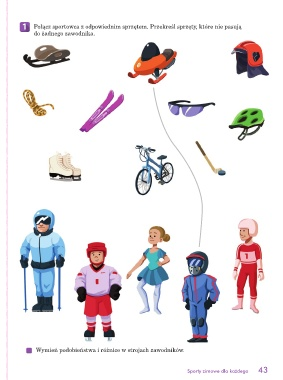 1 Połącz sportowca z odpowiednim sprzętem. Przekreśl sprzęty, które nie pasują
do żadnego zawodnika.
Wymień podobieństwa i różnice w strojach zawodników.
Sporty zimowe dla każdego 43